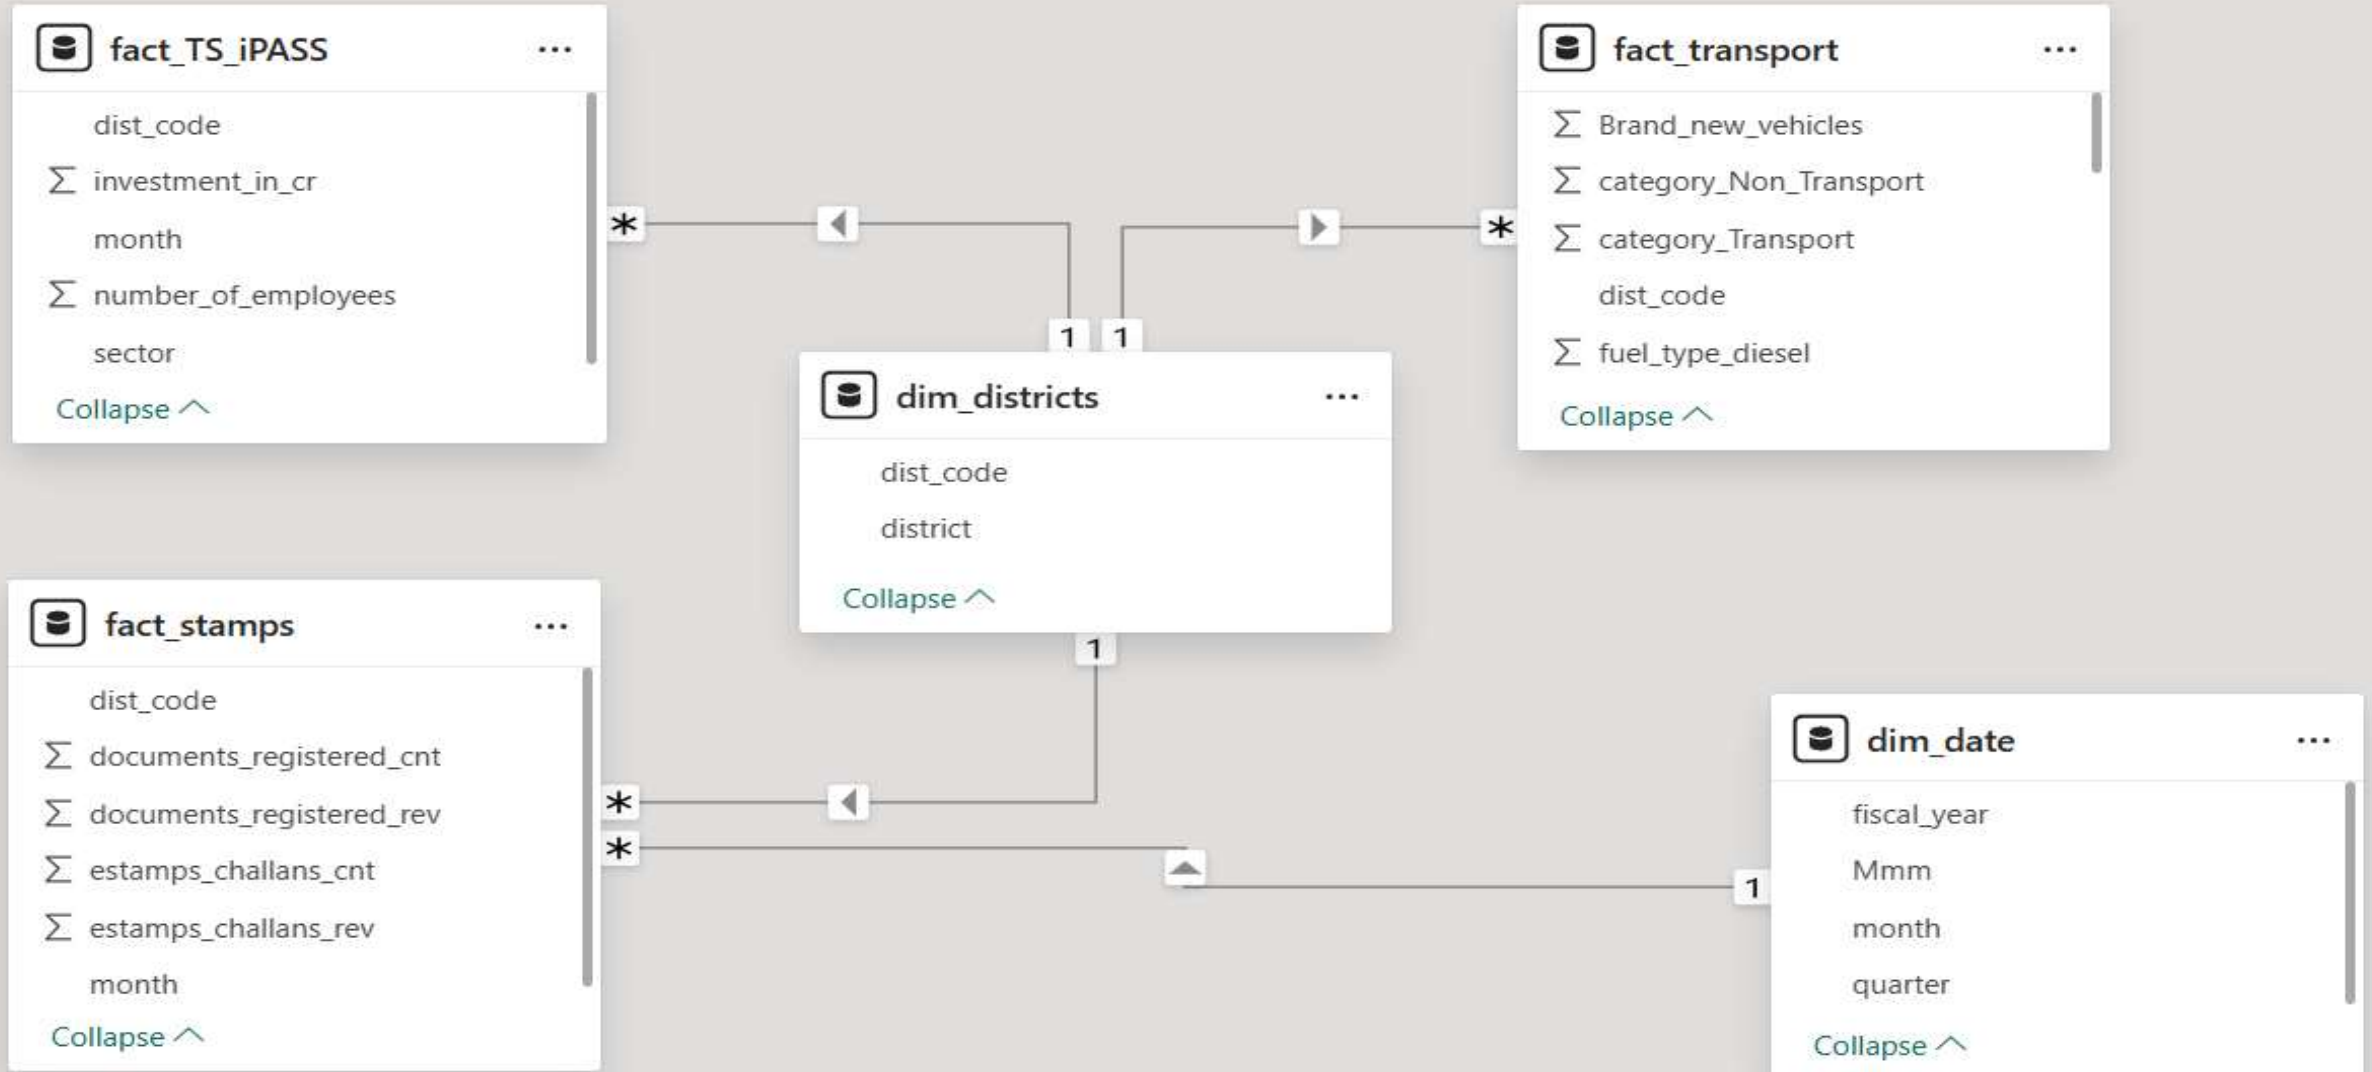 fact_TS_iPASS
...
dist_code
Σ investment_in_cr
month
Σ number_of_employees
sector
Collapse
fact_transport
...
Σ Brand_new_vehicles
Σ category_Non_Transport
Σ category_Transport
dist_code
Σ fuel_type_diesel
Collapse
*
*
1
1
dim_districts
...
dist_code
district
Collapse
1
fact_stamps
...
dist_code
Σ documents_registered_cnt
Σ documents_registered_rev
Σ estamps_challans_cnt
Σ estamps_challans_rev
month
Collapse
*
*
1
dim_date
...
fiscal_year
Mmm
month
quarter
Collapse